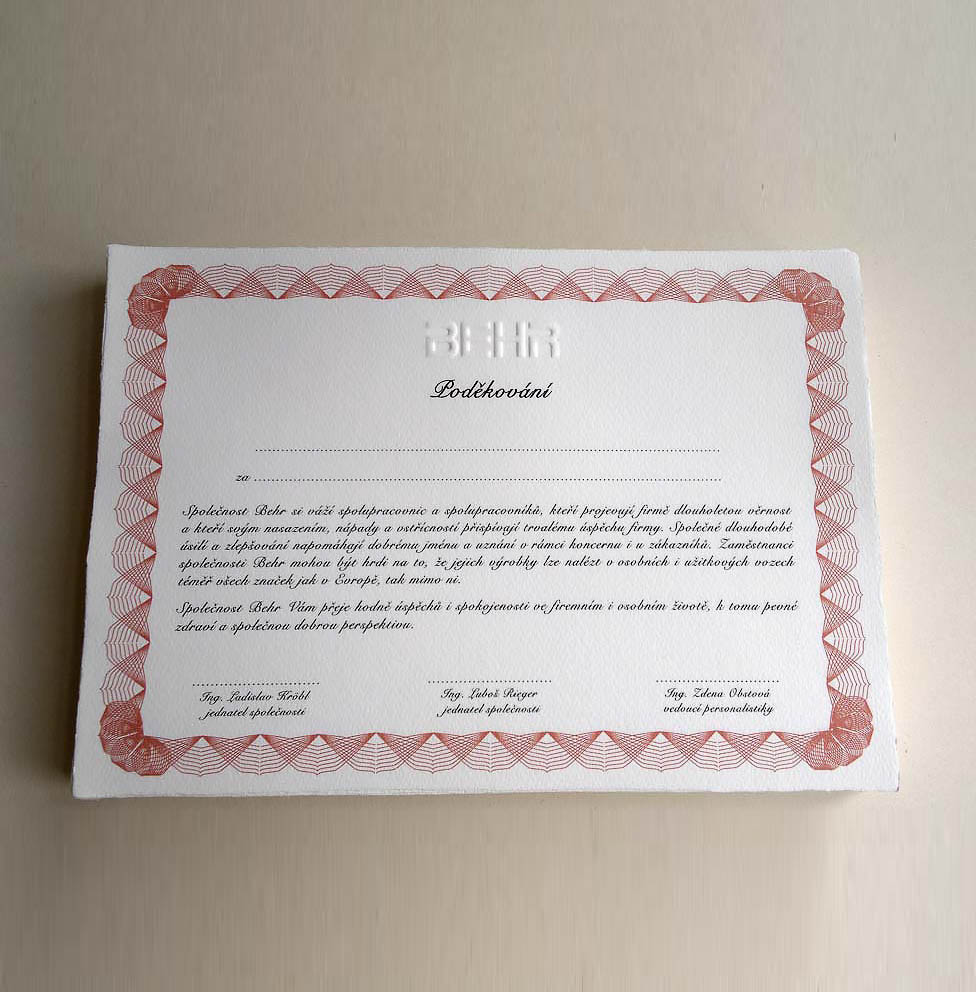 BEHR
Poděkování
........................................................................
za ........................................................................
Společnost Behr si váží spolupracovnic a spolupracovníků, kteří projevují firmě dlouholetou věrnost
a kteří svým nasazením, nápady a vstřícností přispívají trvalému úspěchu firmy. Společné dlouhodobé
úsilí a zlepšování napomáhají dobrému jménu a uznání v rámci koncernu i u zákazníků. Zaměstnanci
společnosti Behr mohou být hrdi na to, že jejich výrobky lze nalézt v osobních i užitkových vozech
téměř všech značek jak v Evropě, tak mimo ni.
Společnost Behr Vám přeje hodně úspěchů i spokojenosti ve firemním i osobním životě, k tomu pevné
zdraví a společnou dobrou perspektivu.
........................ ........................ ........................
Ing. Ladislav Kröbl Ing. Luboš Rieger Ing. Zdena Obstová
jednatel společnosti jednatel společnosti vedoucí personalistiky